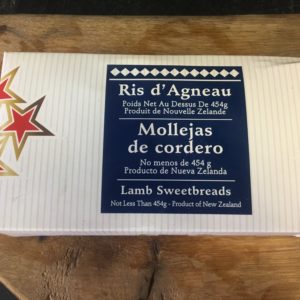 Ris d'Agneau
Poids Net Au Dessus De 454g
Produit de Nouvelle Zelande
Mollejas
de cordero
No menos de 454 g
Producto de Nueva Zelanda
Lamb Sweetbreads
Not Less Than 454g - Product of New Zealand